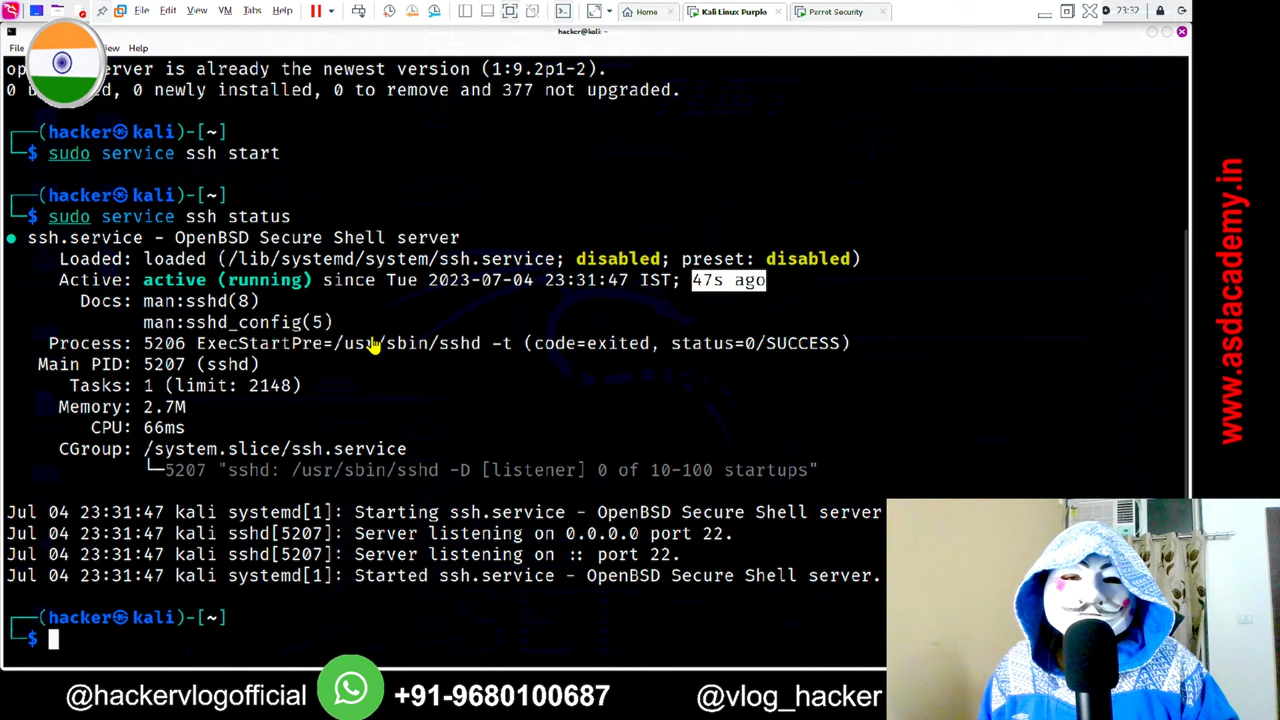 File Edit View VM Tabs Help
Home
Kali Linux Purple
Parrot Security
23:32
hacker@kali: ~
File
Help
server is already the newest version (1:9.2p1-2).
newly installed, 0 to remove and 377 not upgraded.
┌──(hacker㉿kali)-[~]
└─$ sudo service ssh start
┌──(hacker㉿kali)-[~]
└─$ sudo service ssh status
● ssh.service - OpenBSD Secure Shell server
Loaded: loaded (/lib/systemd/system/ssh.service; disabled; preset: disabled)
Active: active (running) since Tue 2023-07-04 23:31:47 IST; 47s ago
Docs: man:sshd(8)
man:sshd_config(5)
Process: 5206 ExecStartPre=/usr/sbin/sshd -t (code=exited, status=0/SUCCESS)
Main PID: 5207 (sshd)
Tasks: 1 (limit: 2148)
Memory: 2.7M
CPU: 66ms
CGroup: /system.slice/ssh.service
└─5207 "sshd: /usr/sbin/sshd -D [listener] 0 of 10-100 startups"
Jul 04 23:31:47 kali systemd[1]: Starting ssh.service - OpenBSD Secure Shell server
Jul 04 23:31:47 kali sshd[5207]: Server listening on 0.0.0.0 port 22.
Jul 04 23:31:47 kali sshd[5207]: Server listening on :: port 22.
Jul 04 23:31:47 kali systemd[1]: Started ssh.service - OpenBSD Secure Shell server.
┌──(hacker㉿kali)-[~]
└─$
www.asdacademy.in
@hackervlogofficial
+91-9680100687
@vlog_hacker